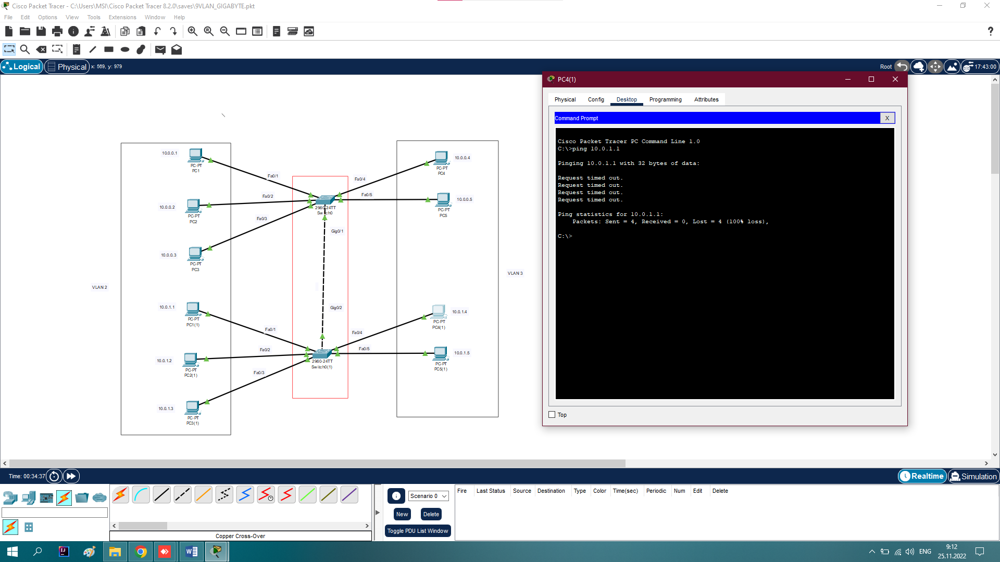 Cisco Packet Tracer - C:\Users\MSI\Cisco Packet Tracer 8.2.0\saves\9VLAN_GIGABYTE.pkt
File Edit Options View Tools Extensions Window Help
Logical Physical x: 569, y: 979 Root 17:43:00
PC4(1)
Physical Config Desktop Programming Attributes
Command Prompt X
Cisco Packet Tracer PC Command Line 1.0
C:\>ping 10.0.1.1
Pinging 10.0.1.1 with 32 bytes of data:
Request timed out.
Request timed out.
Request timed out.
Request timed out.
Ping statistics for 10.0.1.1:
Packets: Sent = 4, Received = 0, Lost = 4 (100% loss),
C:\>
Top
10.0.0.1
PC-PT
PC1
Fa0/1
10.0.0.4
PC-PT
PC4
Fa0/4
10.0.0.2
PC-PT
PC2
Fa0/2
Fa0/5
10.0.0.5
PC-PT
PC5
2960-24TT
Switch0
Fa0/3
Gig0/1
10.0.0.3
PC-PT
PC3
VLAN 2
VLAN 3
10.0.1.1
PC-PT
PC1(1)
Gig0/2
10.0.1.4
PC-PT
PC4(1)
Fa0/1
Fa0/4
Fa0/2
Fa0/5
10.0.1.5
PC-PT
PC5(1)
10.0.1.2
PC-PT
PC2(1)
2960-24TT
Switch0(1)
Fa0/3
10.0.1.3
PC-PT
PC3(1)
Time: 00:34:37 Realtime Simulation
Scenario 0
New Delete
Toggle PDU List Window
Fire Last Status Source Destination Type Color Time(sec) Periodic Num Edit Delete
Copper Cross-Over
ENG
9:12
25.11.2022